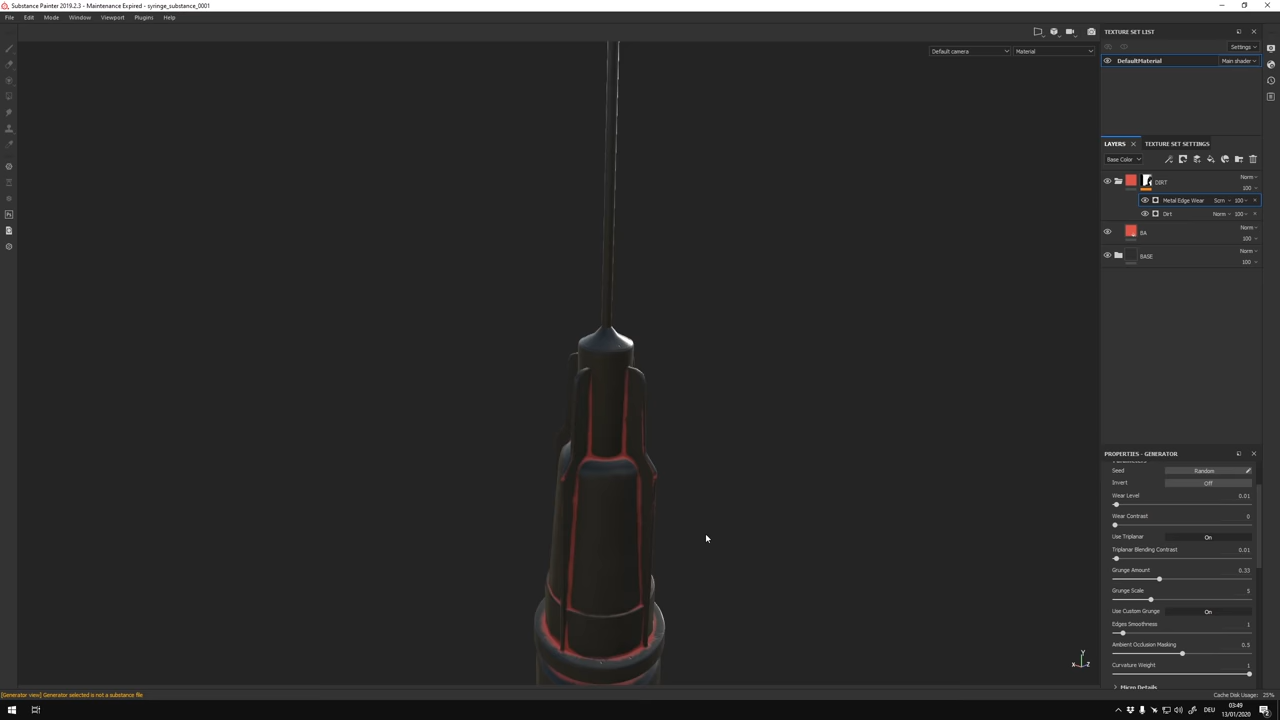 Substance Painter 2019.2.3 - Maintenance Expired - syringe_substance_0001
File Edit Mode Window Viewport Plugins Help
Default camera Material
TEXTURE SET LIST
Settings
DefaultMaterial Main shader
LAYERS TEXTURE SET SETTINGS
Base Color
DIRT Norm
100
Metal Edge Wear Scrn 100
Dirt Norm 100
BA Norm
100
BASE Norm
100
PROPERTIES - GENERATOR
Seed Random
Invert Off
Wear Level 0.01
Wear Contrast 0
Use Triplanar On
Triplanar Blending Contrast 0.01
Grunge Amount 0.33
Grunge Scale 5
Use Custom Grunge On
Edges Smoothness 1
Ambient Occlusion Masking 0.5
Curvature Weight 1
Micro Details
Y
X Z
[Generator view] Generator selected is not a substance file
Cache Disk Usage: 25%
DEU
03:49
13/01/2020